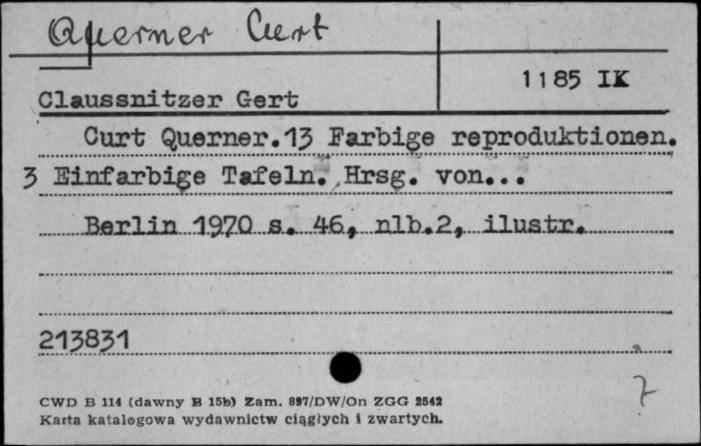 Querner Curt
1185 IK
Claussnitzer Gert
Curt Querner.13 Farbige reproduktionen.
3 Einfarbige Tafeln. Hrsg. von...
Berlin 1970 s. 46, nlb.2, ilustr.
213831
7
CWD B 114 (dawny B 15b) Zam. 897/DW/On ZGG 2542
Karta katalogowa wydawnictw ciągłych i zwartych.